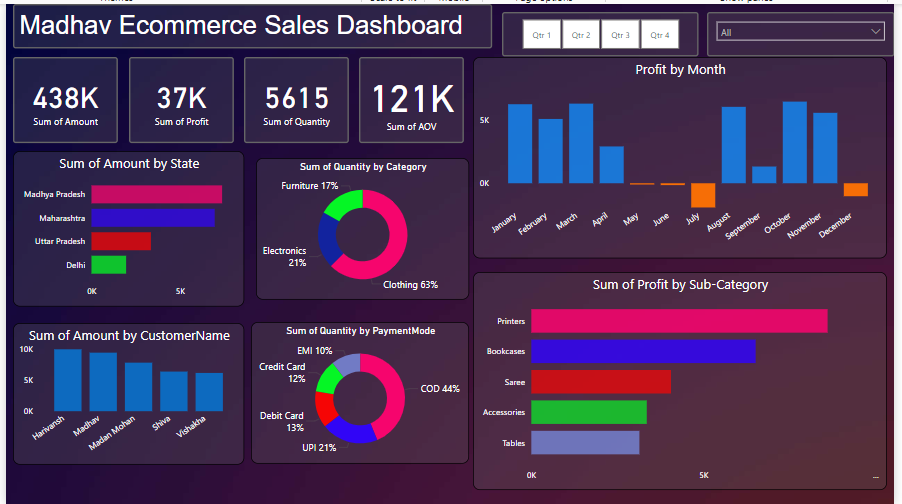 Madhav Ecommerce Sales Dashboard
Qtr 1
Qtr 2
Qtr 3
Qtr 4
All
438K
Sum of Amount
37K
Sum of Profit
5615
Sum of Quantity
121K
Sum of AOV
Profit by Month
5K
0K
January
February
March
April
May
June
July
August
September
October
November
December
Sum of Amount by State
Madhya Pradesh
Maharashtra
Uttar Pradesh
Delhi
0K
5K
Sum of Quantity by Category
Furniture 17%
Electronics
21%
Clothing 63%
Sum of Profit by Sub-Category
Printers
Bookcases
Saree
Accessories
Tables
0K
5K
Sum of Amount by CustomerName
10K
5K
0K
Harivansh
Madhav
Madan Mohan
Shiva
Vishakha
Sum of Quantity by PaymentMode
EMI 10%
Credit Card
12%
Debit Card
13%
UPI 21%
COD 44%